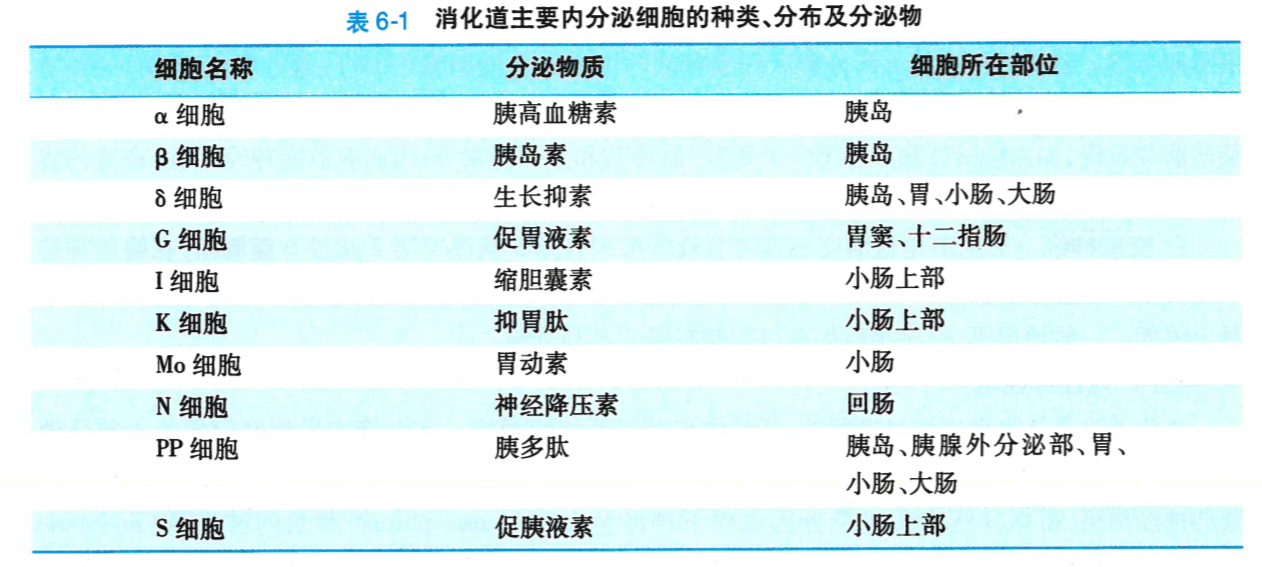 表 6-1 消化道主要内分泌细胞的种类、分布及分泌物
细胞名称 分泌物质 细胞所在部位
α 细胞 胰高血糖素 胰岛
β 细胞 胰岛素 胰岛
δ 细胞 生长抑素 胰岛、胃、小肠、大肠
G 细胞 促胃液素 胃窦、十二指肠
I 细胞 缩胆囊素 小肠上部
K 细胞 抑胃肽 小肠上部
Mo 细胞 胃动素 小肠
N 细胞 神经降压素 回肠
PP 细胞 胰多肽 胰岛、胰腺外分泌部、胃、
小肠、大肠
S 细胞 促胰液素 小肠上部